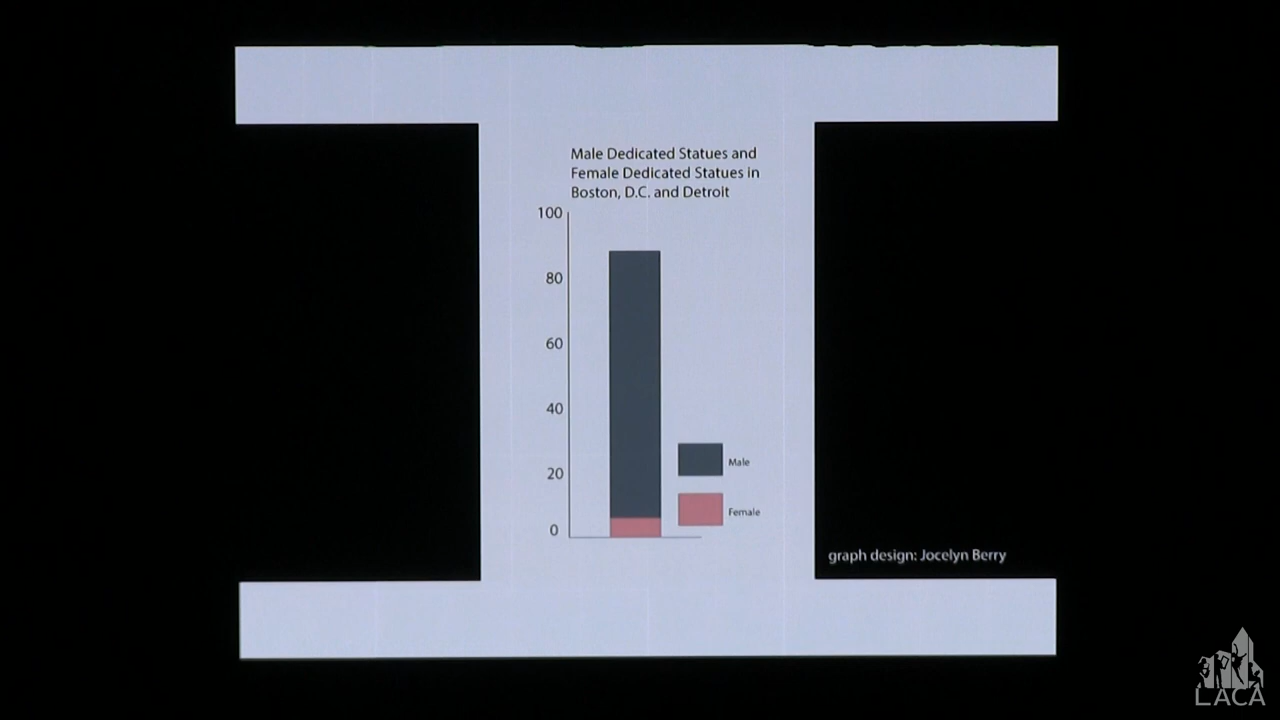 Male Dedicated Statues and
Female Dedicated Statues in
Boston, D.C. and Detroit
100
80
60
40
20
0
Male
Female
graph design: Jocelyn Berry
LACA